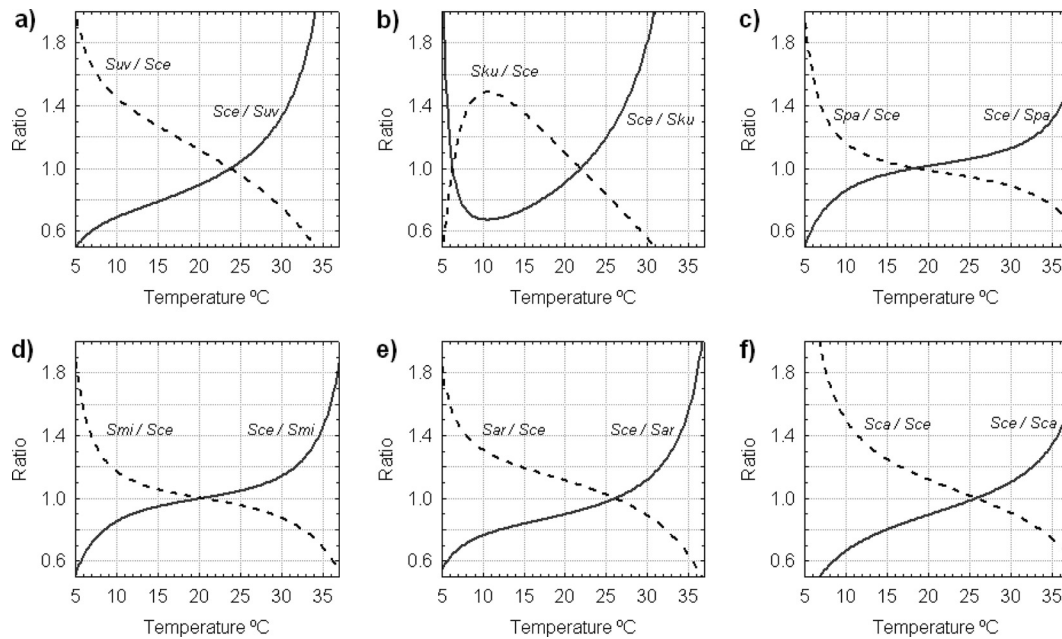 a)
1.8
1.4
1.0
0.6
Ratio
Suv / Sce
Sce / Suv
5 10 15 20 25 30 35
Temperature ºC
b)
1.8
1.4
1.0
0.6
Ratio
Sku / Sce
Sce / Sku
5 10 15 20 25 30 35
Temperature ºC
c)
1.8
1.4
1.0
0.6
Ratio
Spa / Sce
Sce / Spa
5 10 15 20 25 30 35
Temperature ºC
d)
1.8
1.4
1.0
0.6
Ratio
Smi / Sce
Sce / Smi
5 10 15 20 25 30 35
Temperature ºC
e)
1.8
1.4
1.0
0.6
Ratio
Sar / Sce
Sce / Sar
5 10 15 20 25 30 35
Temperature ºC
f)
1.8
1.4
1.0
0.6
Ratio
Sca / Sce
Sce / Sca
5 10 15 20 25 30 35
Temperature ºC